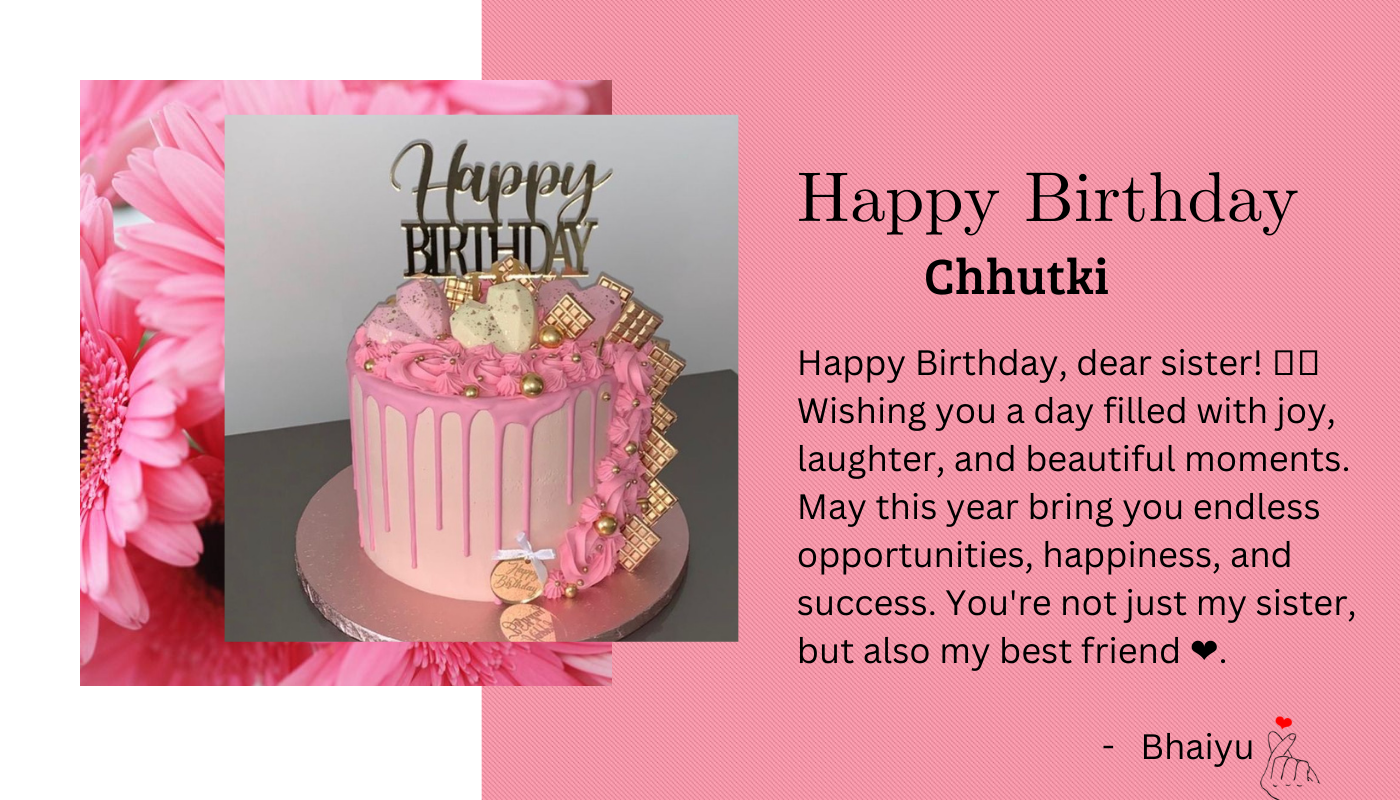 Happy
BIRTHDAY
Happy
Birthday
Happy Birthday
Chhutki
Happy Birthday, dear sister! 
Wishing you a day filled with joy,
laughter, and beautiful moments.
May this year bring you endless
opportunities, happiness, and
success. You're not just my sister,
but also my best friend ❤.
- Bhaiyu